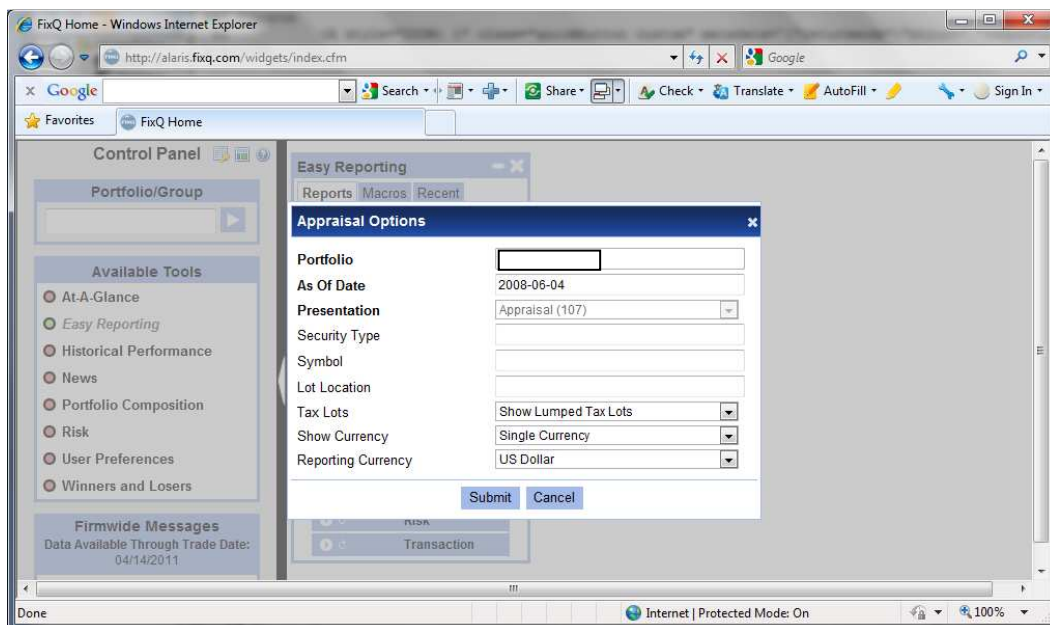 FixQ Home - Windows Internet Explorer
http://alaris.fixq.com/widgets/index.cfm
Google
x Google Search Share Check Translate AutoFill Sign In
Favorites FixQ Home
Control Panel
Portfolio/Group
Available Tools
At-A-Glance
Easy Reporting
Historical Performance
News
Portfolio Composition
Risk
User Preferences
Winners and Losers
Firmwide Messages
Data Available Through Trade Date:
04/14/2011
Easy Reporting
Reports Macros Recent
Appraisal Options
Portfolio
As Of Date 2008-06-04
Presentation Appraisal (107)
Security Type
Symbol
Lot Location
Tax Lots Show Lumped Tax Lots
Show Currency Single Currency
Reporting Currency US Dollar
Submit Cancel
Risk
Transaction
Done Internet | Protected Mode: On 100%